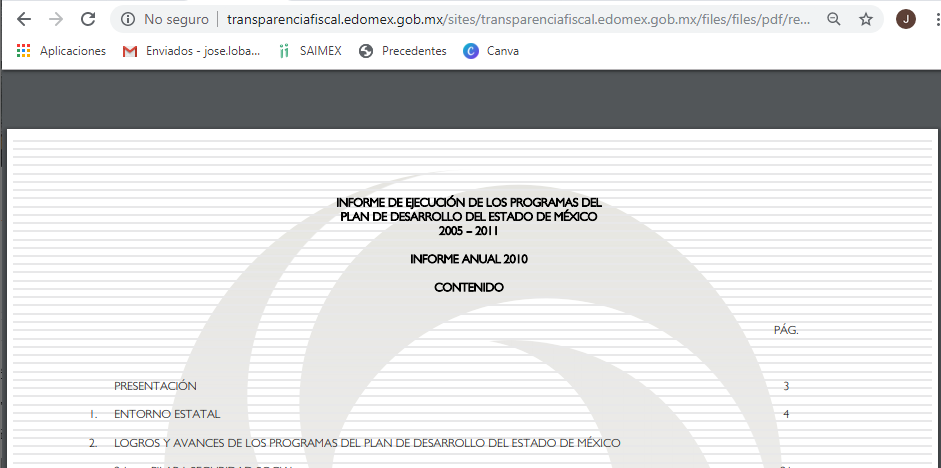 No seguro
transparenciafiscal.edomex.gob.mx/sites/transparenciafiscal.edomex.gob.mx/files/files/pdf/re...
J
Aplicaciones
Enviados - jose.loba...
SAIMEX
Precedentes
C
Canva
INFORME DE EJECUCIÓN DE LOS PROGRAMAS DEL
PLAN DE DESARROLLO DEL ESTADO DE MÉXICO
2005 – 2011
INFORME ANUAL 2010
CONTENIDO
PÁG.
PRESENTACIÓN 3
1. ENTORNO ESTATAL 4
2. LOGROS Y AVANCES DE LOS PROGRAMAS DEL PLAN DE DESARROLLO DEL ESTADO DE MÉXICO